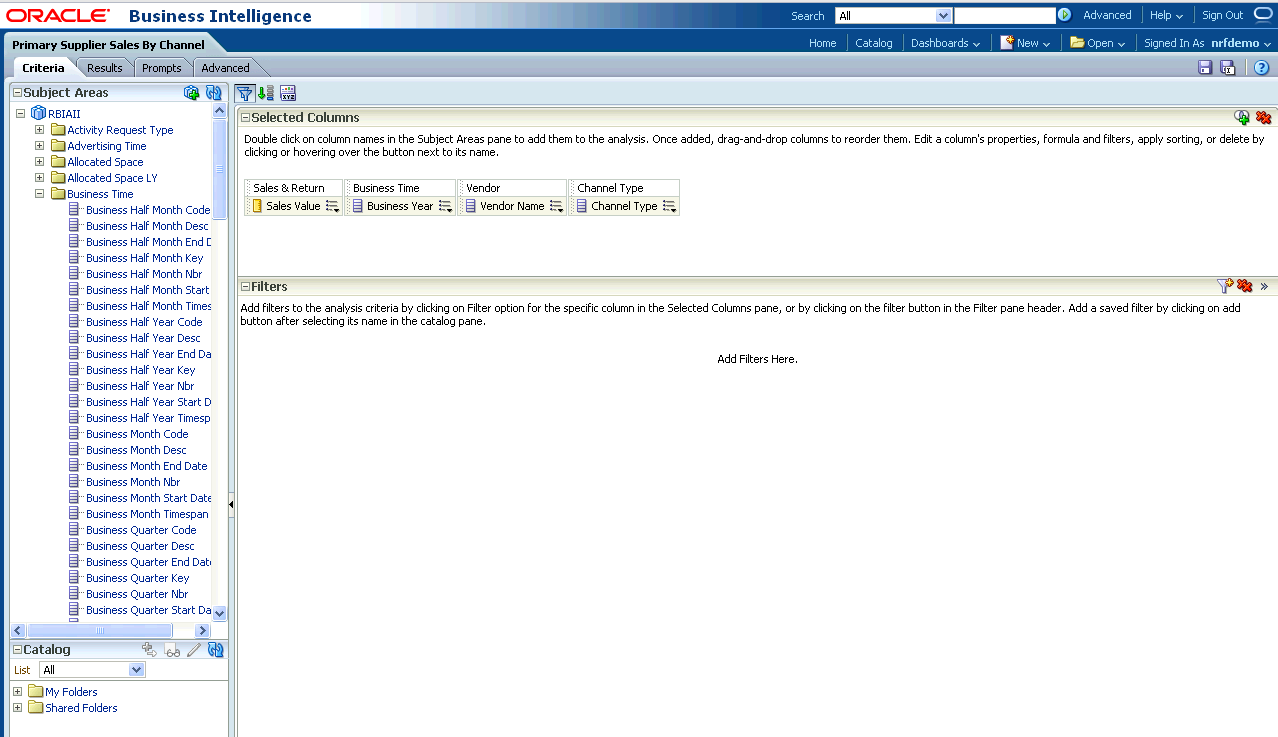 ORACLE® Business Intelligence
Search All Advanced Help Sign Out
Primary Supplier Sales By Channel
Home Catalog Dashboards New Open Signed In As nrfdemo
Criteria Results Prompts Advanced
Subject Areas
RBIAII
Activity Request Type
Advertising Time
Allocated Space
Allocated Space LY
Business Time
Business Half Month Code
Business Half Month Desc
Business Half Month End D
Business Half Month Key
Business Half Month Nbr
Business Half Month Start
Business Half Month Times
Business Half Year Code
Business Half Year Desc
Business Half Year End Da
Business Half Year Key
Business Half Year Nbr
Business Half Year Start D
Business Half Year Timesp
Business Month Code
Business Month Desc
Business Month End Date
Business Month Nbr
Business Month Start Date
Business Month Timespan
Business Quarter Code
Business Quarter Desc
Business Quarter End Date
Business Quarter Key
Business Quarter Nbr
Business Quarter Start Da
Catalog
List All
My Folders
Shared Folders
XYZ
Selected Columns
Double click on column names in the Subject Areas pane to add them to the analysis. Once added, drag-and-drop columns to reorder them. Edit a column's properties, formula and filters, apply sorting, or delete by
clicking or hovering over the button next to its name.
Sales & Return Business Time Vendor Channel Type
Sales Value Business Year Vendor Name Channel Type
Filters
Add filters to the analysis criteria by clicking on Filter option for the specific column in the Selected Columns pane, or by clicking on the filter button in the Filter pane header. Add a saved filter by clicking on add
button after selecting its name in the catalog pane.
Add Filters Here.